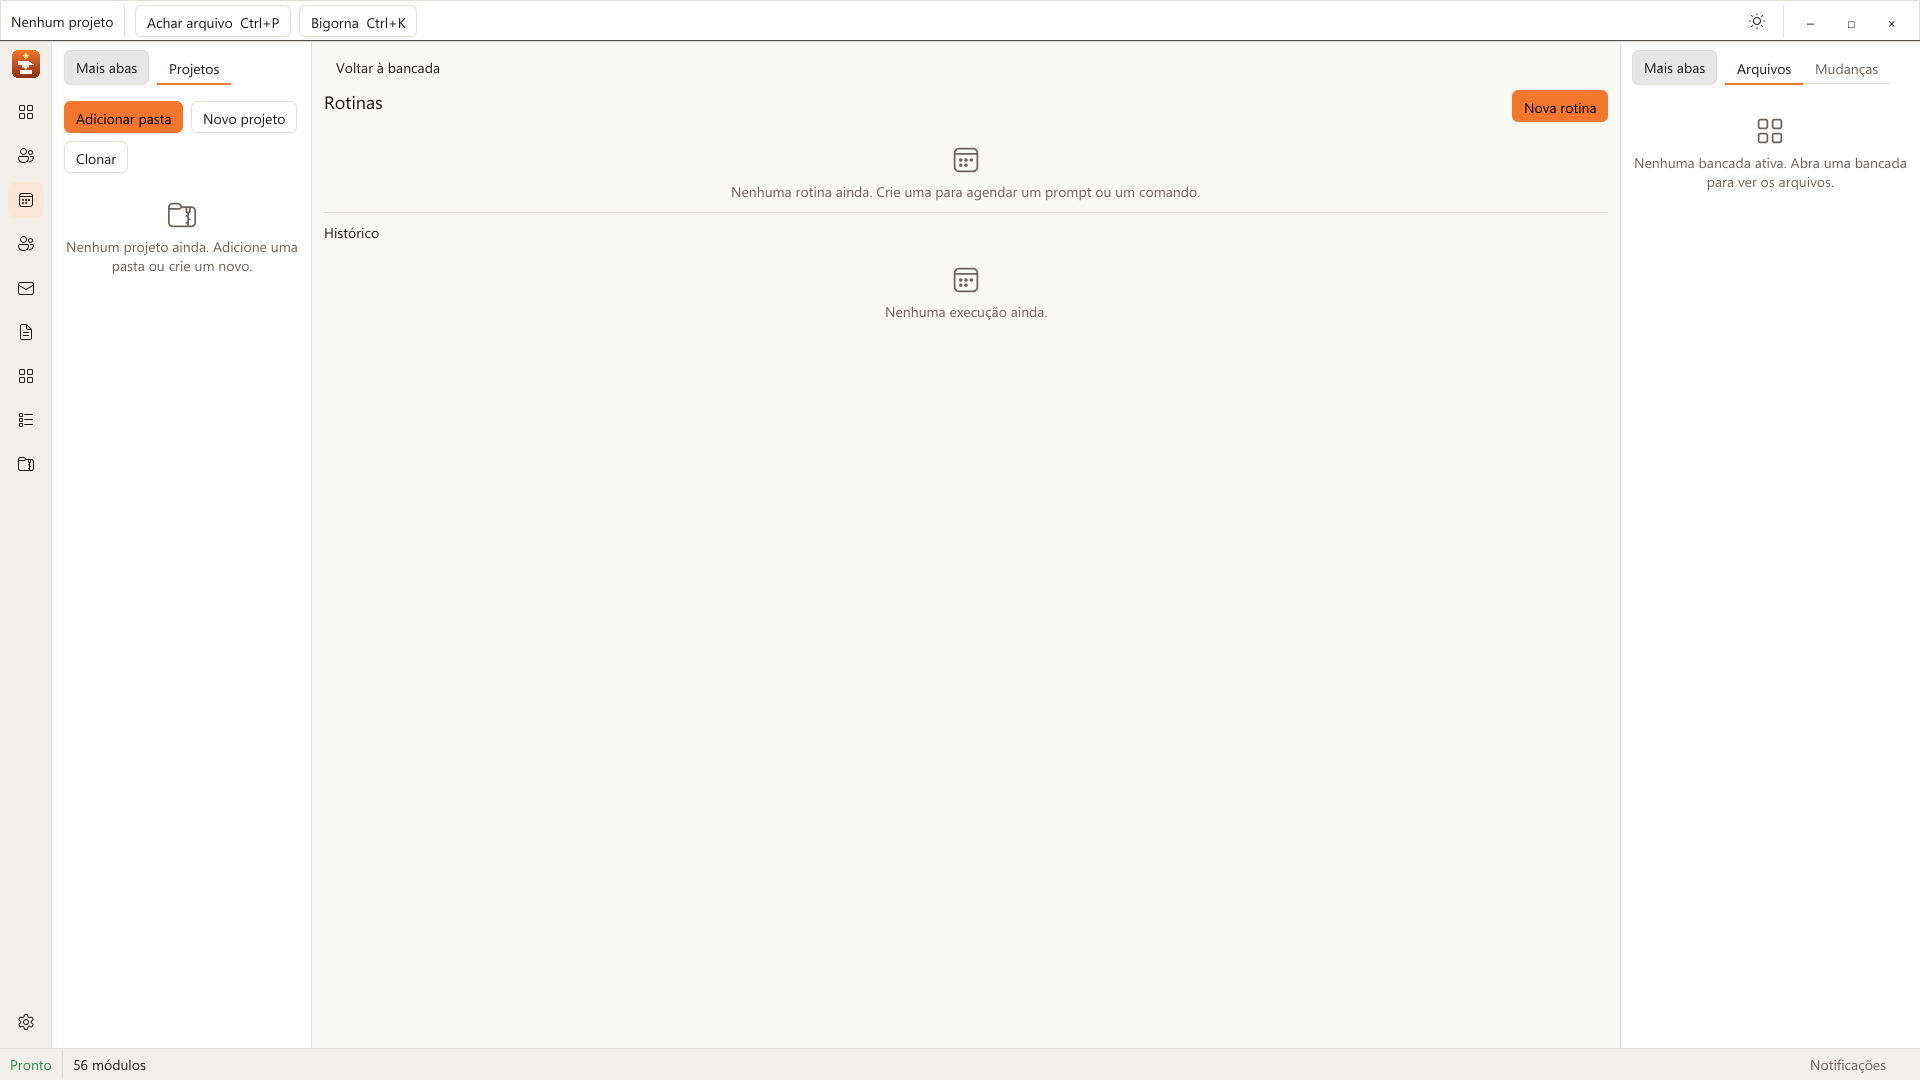 Nenhum projeto
Achar arquivo Ctrl+P
Bigorna Ctrl+K
Mais abas
Projetos
Adicionar pasta
Novo projeto
Clonar
Nenhum projeto ainda. Adicione uma
pasta ou crie um novo.
Voltar à bancada
Rotinas
Nova rotina
Nenhuma rotina ainda. Crie uma para agendar um prompt ou um comando.
Histórico
Nenhuma execução ainda.
Mais abas
Arquivos
Mudanças
Nenhuma bancada ativa. Abra uma bancada
para ver os arquivos.
Pronto
56 módulos
Notificações